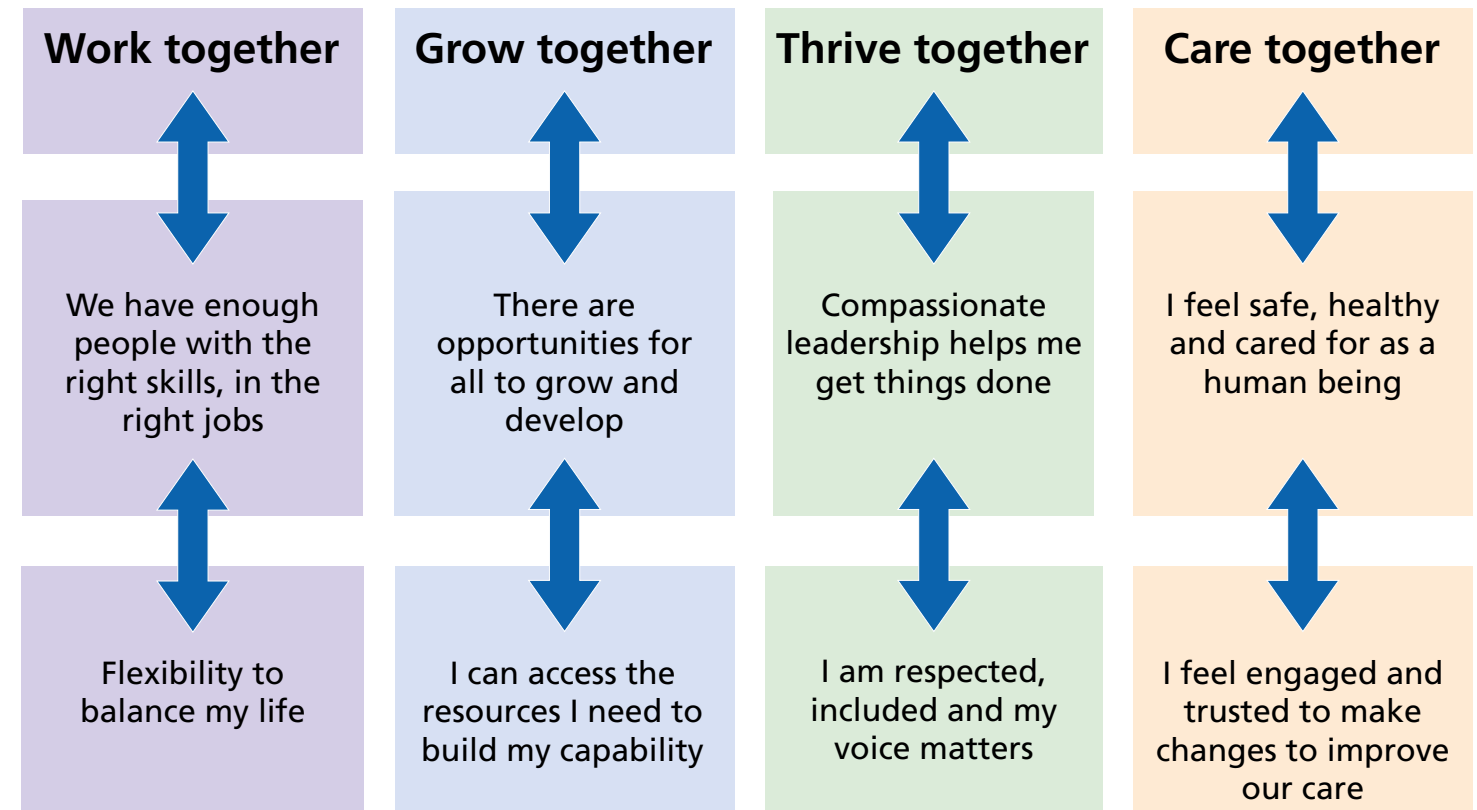 Work together
We have enough
people with the
right skills, in the
right jobs
Flexibility to
balance my life
Grow together
There are
opportunities for
all to grow and
develop
I can access the
resources I need to
build my capability
Thrive together
Compassionate
leadership helps me
get things done
I am respected,
included and my
voice matters
Care together
I feel safe, healthy
and cared for as a
human being
I feel engaged and
trusted to make
changes to improve
our care